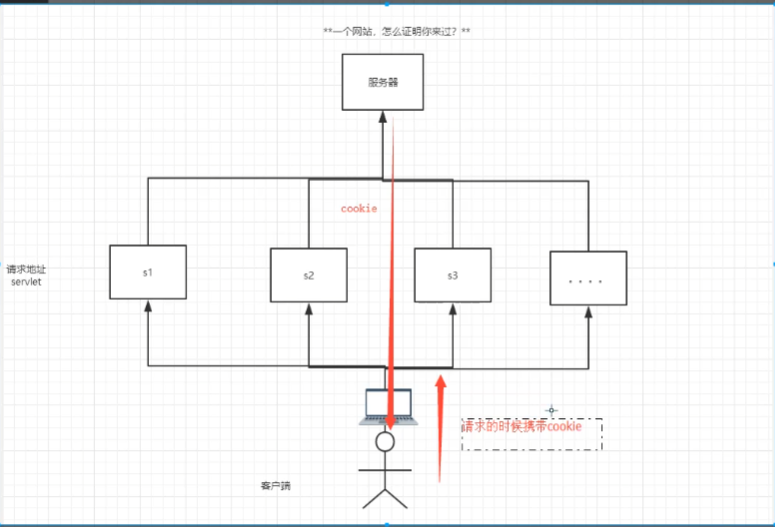 **一个网站，怎么证明你来过？**
服务器
cookie
请求地址
servlet
s1
s2
s3
....
请求的时候携带cookie
客户端